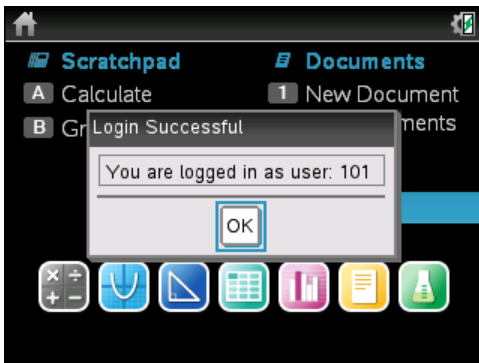 Scratchpad
Documents
A Calculate
1 New Document
B Gr
ments
Login Successful
You are logged in as user: 101
OK